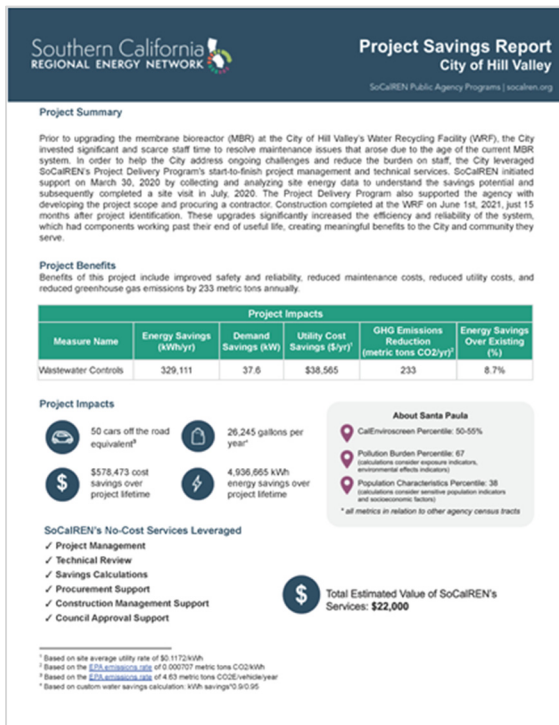 Southern California
REGIONAL ENERGY NETWORK
Project Savings Report
City of Hill Valley
SoCalREN Public Agency Programs | socalren.org
Project Summary
Prior to upgrading the membrane bioreactor (MBR) at the City of Hill Valley's Water Recycling Facility (WRF), the City
invested significant and scarce staff time to resolve maintenance issues that arose due to the age of the current MBR
system. In order to help the City address ongoing challenges and reduce the burden on staff, the City leveraged
SoCalREN's Project Delivery Program's start-to-finish project management and technical services. SoCalREN initiated
support on March 30, 2020 by collecting and analyzing site energy data to understand the savings potential and
subsequently completed a site visit in July, 2020. The Project Delivery Program also supported the agency with
developing the project scope and procuring a contractor. Construction completed at the WRF on June 1st, 2021, just 15
months after project identification. These upgrades significantly increased the efficiency and reliability of the system,
which had components working past their end of useful life, creating meaningful benefits to the City and community they
serve.
Project Benefits
Benefits of this project include improved safety and reliability, reduced maintenance costs, reduced utility costs, and
reduced greenhouse gas emissions by 233 metric tons annually.
Project Impacts
Measure Name
Energy Savings (kWh/yr)
Demand Savings (kW)
Utility Cost Savings ($/yr)¹
GHG Emissions Reduction (metric tons CO2/yr)²
Energy Savings Over Existing (%)
Wastewater Controls 329,111 37.6 $38,565 233 8.7%
Project Impacts
50 cars off the road
equivalent³
26,245 gallons per
year⁴
$578,473 cost
savings over
project lifetime
4,936,665 kWh
energy savings over
project lifetime
About Santa Paula
CalEnviroscreen Percentile: 50-55%
Pollution Burden Percentile: 67
(calculations consider exposure indicators,
environmental effects indicators)
Population Characteristics Percentile: 38
(calculations consider sensitive population indicators
and socioeconomic factors)
* all metrics in relation to other agency census tracts
SoCalREN's No-Cost Services Leveraged
✓ Project Management
✓ Technical Review
✓ Savings Calculations
✓ Procurement Support
✓ Construction Management Support
✓ Council Approval Support
$
Total Estimated Value of SoCalREN's
Services: $22,000
¹ Based on site average utility rate of $0.1172/kWh
² Based on the EPA emissions rate of 0.000707 metric tons CO2/kWh
³ Based on the EPA emissions rate of 4.63 metric tons CO2E/vehicle/year
⁴ Based on custom water savings calculation: kWh savings*0.9/0.95